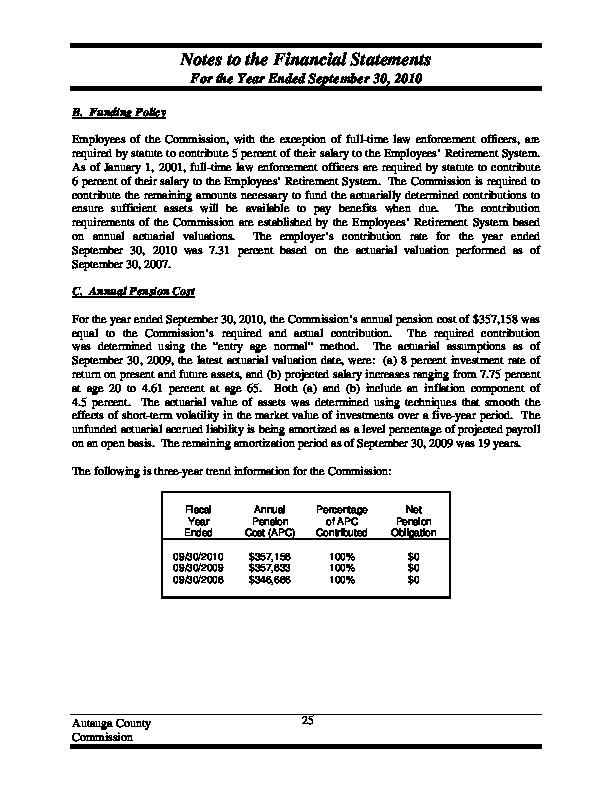 Notes to the Financial Statements
For the Year Ended September 30, 2010
B. Funding Policy
Employees of the Commission, with the exception of full-time law enforcement officers, are
required by statute to contribute 5 percent of their salary to the Employees' Retirement System.
As of January 1, 2001, full-time law enforcement officers are required by statute to contribute
6 percent of their salary to the Employees' Retirement System. The Commission is required to
contribute the remaining amounts necessary to fund the actuarially determined contributions to
ensure sufficient assets will be available to pay benefits when due. The contribution
requirements of the Commission are established by the Employees' Retirement System based
on annual actuarial valuations. The employer's contribution rate for the year ended
September 30, 2010 was 7.31 percent based on the actuarial valuation performed as of
September 30, 2007.
C. Annual Pension Cost
For the year ended September 30, 2010, the Commission's annual pension cost of $357,158 was
equal to the Commission's required and actual contribution. The required contribution
was determined using the "entry age normal" method. The actuarial assumptions as of
September 30, 2009, the latest actuarial valuation date, were: (a) 8 percent investment rate of
return on present and future assets, and (b) projected salary increases ranging from 7.75 percent
at age 20 to 4.61 percent at age 65. Both (a) and (b) include an inflation component of
4.5 percent. The actuarial value of assets was determined using techniques that smooth the
effects of short-term volatility in the market value of investments over a five-year period. The
unfunded actuarial accrued liability is being amortized as a level percentage of projected payroll
on an open basis. The remaining amortization period as of September 30, 2009 was 19 years.
The following is three-year trend information for the Commission:
Fiscal Annual Percentage Net
Year Pension of APC Pension
Ended Cost (APC) Contributed Obligation
09/30/2010 $357,158 100% $0
09/30/2009 $357,633 100% $0
09/30/2008 $346,686 100% $0
Autauga County 25
Commission